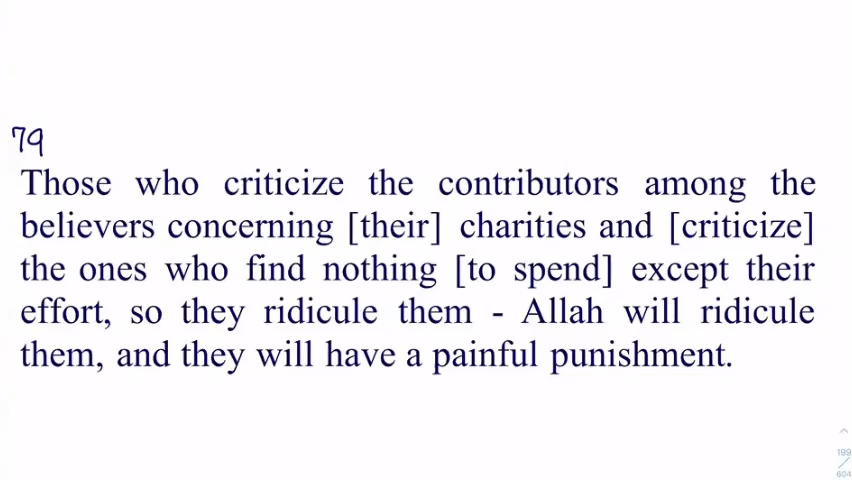 79
Those who criticize the contributors among the
believers concerning [their] charities and [criticize]
the ones who find nothing [to spend] except their
effort, so they ridicule them - Allah will ridicule
them, and they will have a painful punishment.
199
/
604